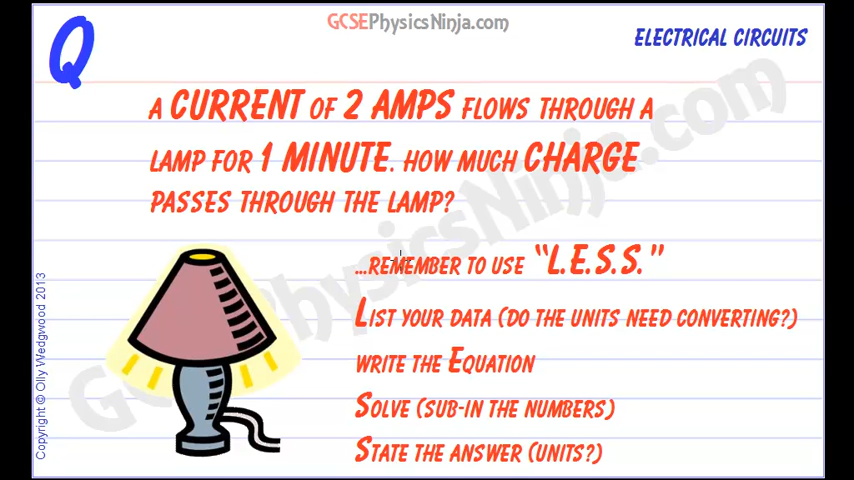 GCSEPhysicsNinja.com
Q
ELECTRICAL CIRCUITS
A CURRENT OF 2 AMPS FLOWS THROUGH A
LAMP FOR 1 MINUTE. HOW MUCH CHARGE
PASSES THROUGH THE LAMP?
...REMEMBER TO USE “L.E.S.S.”
LIST YOUR DATA (DO THE UNITS NEED CONVERTING?)
WRITE THE EQUATION
SOLVE (SUB-IN THE NUMBERS)
STATE THE ANSWER (UNITS?)
Copyright © Olly Wedgwood 2013
GCSEPhysicsNinja.com